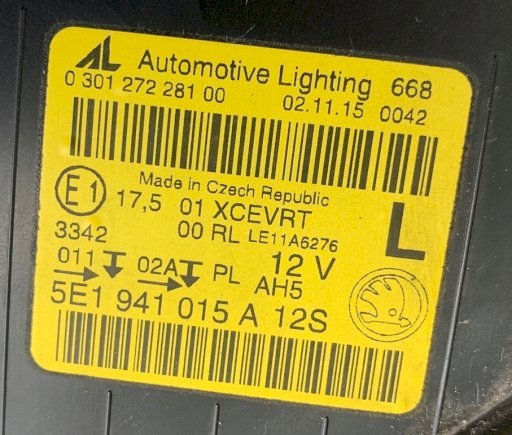 AL Automotive Lighting 668
0 301 272 281 00 02.11.15 0042
Made in Czech Republic
E1 17,5 01 XCEVRT L
3342 00 RL LE11A6276
011 02A PL 12 V
AH5
5E1 941 015 A 12S